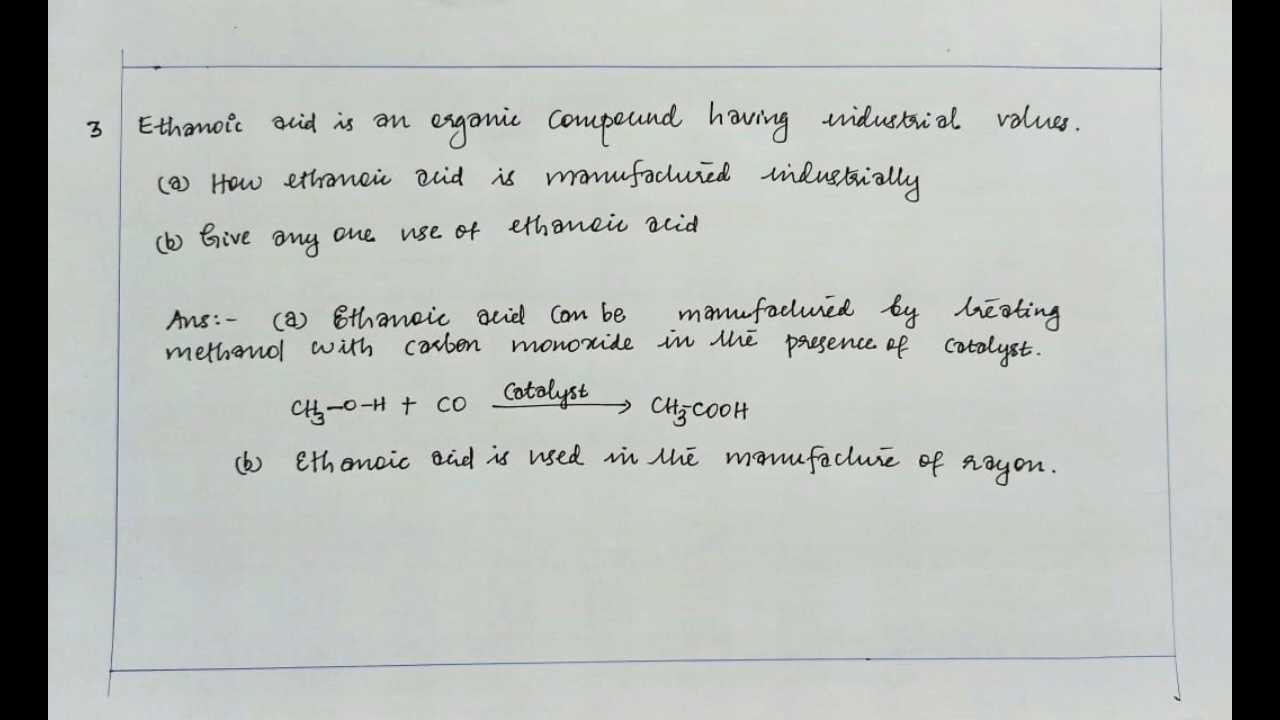 3 Ethanoic acid is an organic compound having industrial values.
(a) How ethanoic acid is manufactured industrially
(b) Give any one use of ethanoic acid
Ans:- (a) Ethanoic acid can be manufactured by treating
methanol with carbon monoxide in the presence of catalyst.
CH₃-O-H + CO Catalyst → CH₃-COOH
(b) Ethanoic acid is used in the manufacture of rayon.